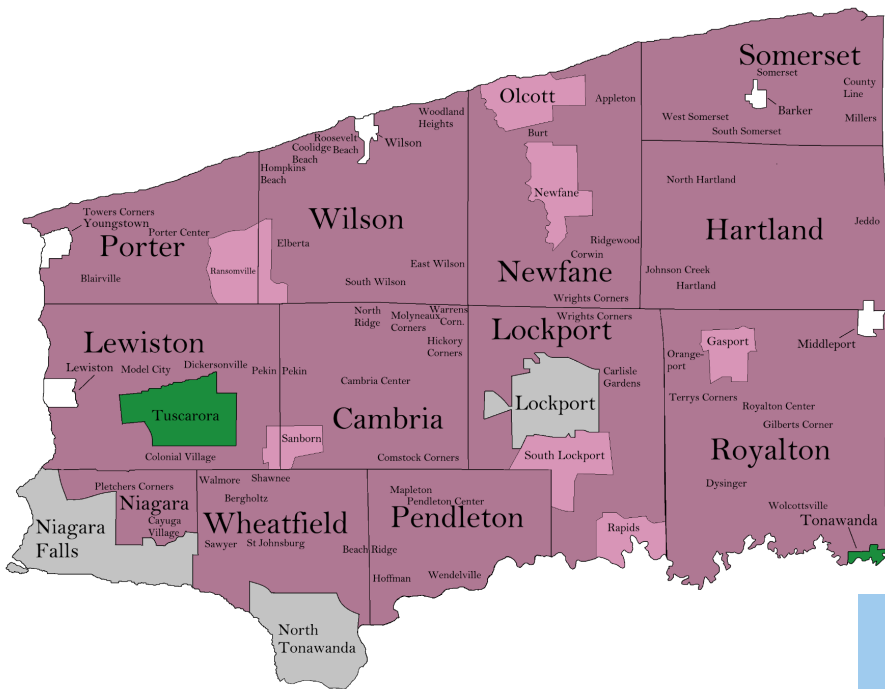 Somerset
Somerset
County
Line
Barker
West Somerset
Millers
South Somerset
Olcott
Appleton
Burt
Woodland
Heights
Roosevelt
Beach
Wilson
Coolidge
Beach
Hompkins
Beach
Newfane
North Hartland
Towers Corners
Youngstown
Porter Center
Porter
Wilson
Elberta
Hartland
Jeddo
Ridgewood
Corwin
Ransomville
Blairville
East Wilson
South Wilson
Newfane
Johnson Creek
Hartland
Wrights Corners
North
Ridge
Molyneaux
Corners
Warrens
Corn.
Wrights Corners
Lockport
Hickory
Corners
Middleport
Gasport
Orange-
port
Lewiston
Lewiston
Model City
Dickersonville
Pekin
Pekin
Cambria Center
Carlisle
Gardens
Terrys Corners
Royalton Center
Gilberts Corner
Tuscarora
Lockport
Cambria
Sanborn
Royalton
Colonial Village
Comstock Corners
South Lockport
Dysinger
Pletchers Corners
Walmore
Shawnee
Bergholtz
Mapleton
Pendleton Center
Niagara
Cayuga
Village
Wolcottsville
Tonawanda
Niagara
Falls
Wheatfield
Pendleton
Rapids
Sawyer
St Johnsburg
Beach Ridge
Hoffman
Wendelville
North
Tonawanda